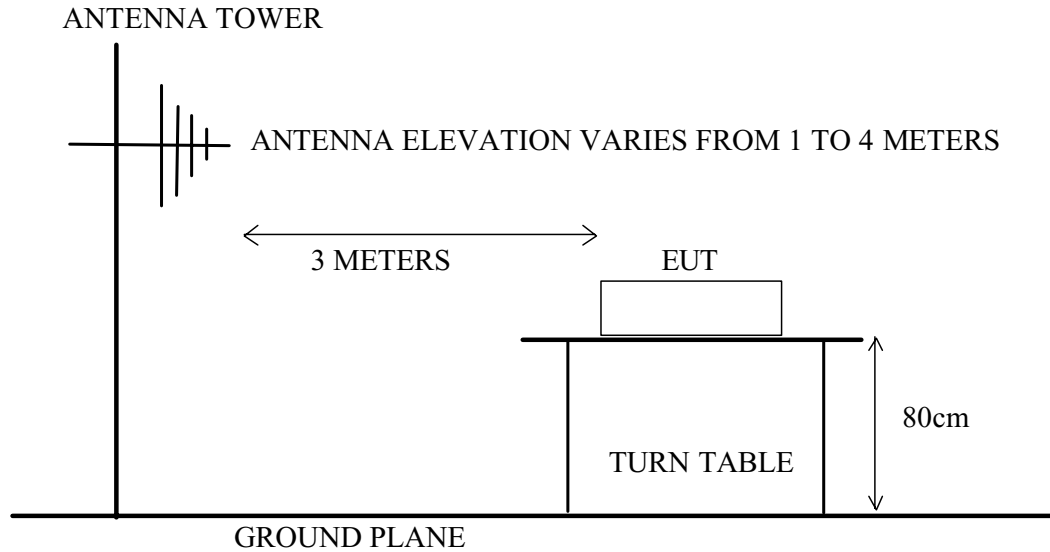 ANTENNA TOWER
ANTENNA ELEVATION VARIES FROM 1 TO 4 METERS
3 METERS
EUT
80cm
TURN TABLE
GROUND PLANE